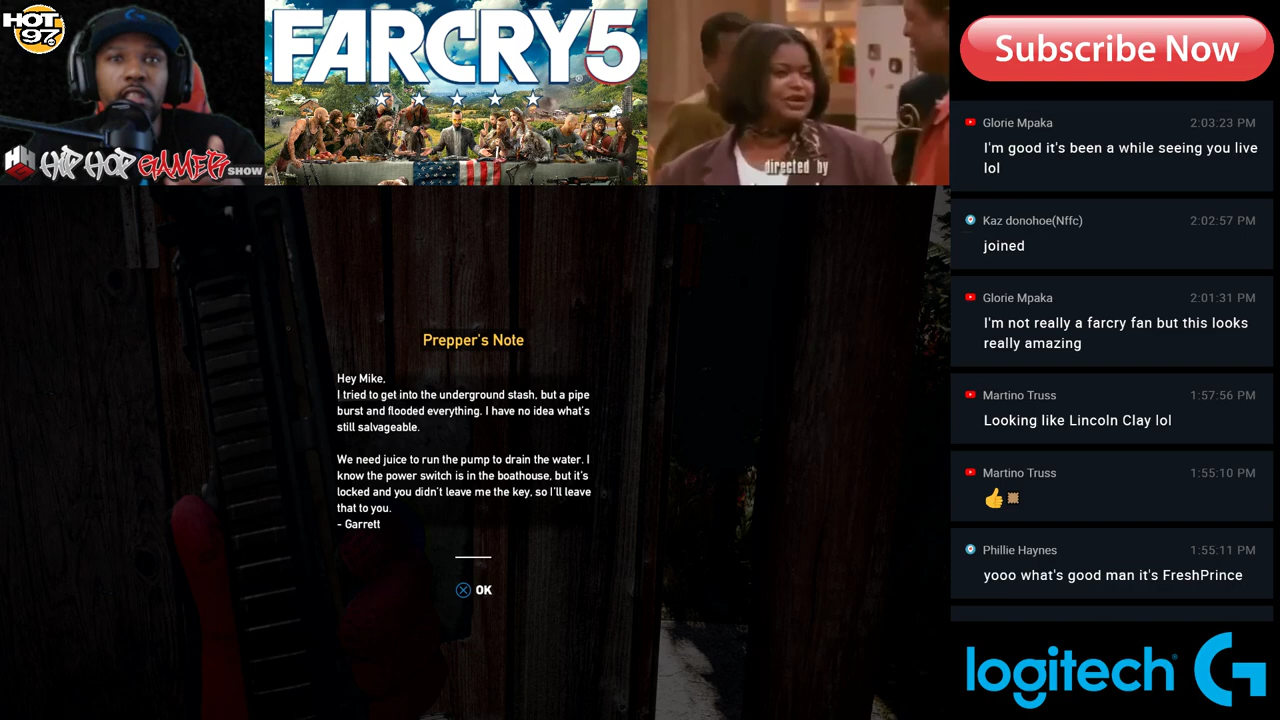 HOT
97
HIP HOP GAMER SHOW
FARCRY5
directed by
Subscribe Now
Glorie Mpaka 2:03:23 PM
I'm good it's been a while seeing you live
lol
Kaz donohoe(Nffc) 2:02:57 PM
joined
Glorie Mpaka 2:01:31 PM
I'm not really a farcry fan but this looks
really amazing
Martino Truss 1:57:56 PM
Looking like Lincoln Clay lol
Martino Truss 1:55:10 PM
👍
Phillie Haynes 1:55:11 PM
yooo what's good man it's FreshPrince
Prepper's Note
Hey Mike,
I tried to get into the underground stash, but a pipe
burst and flooded everything. I have no idea what's
still salvageable.
We need juice to run the pump to drain the water. I
know the power switch is in the boathouse, but it's
locked and you didn't leave me the key, so I'll leave
that to you.
- Garrett
OK
logitech G